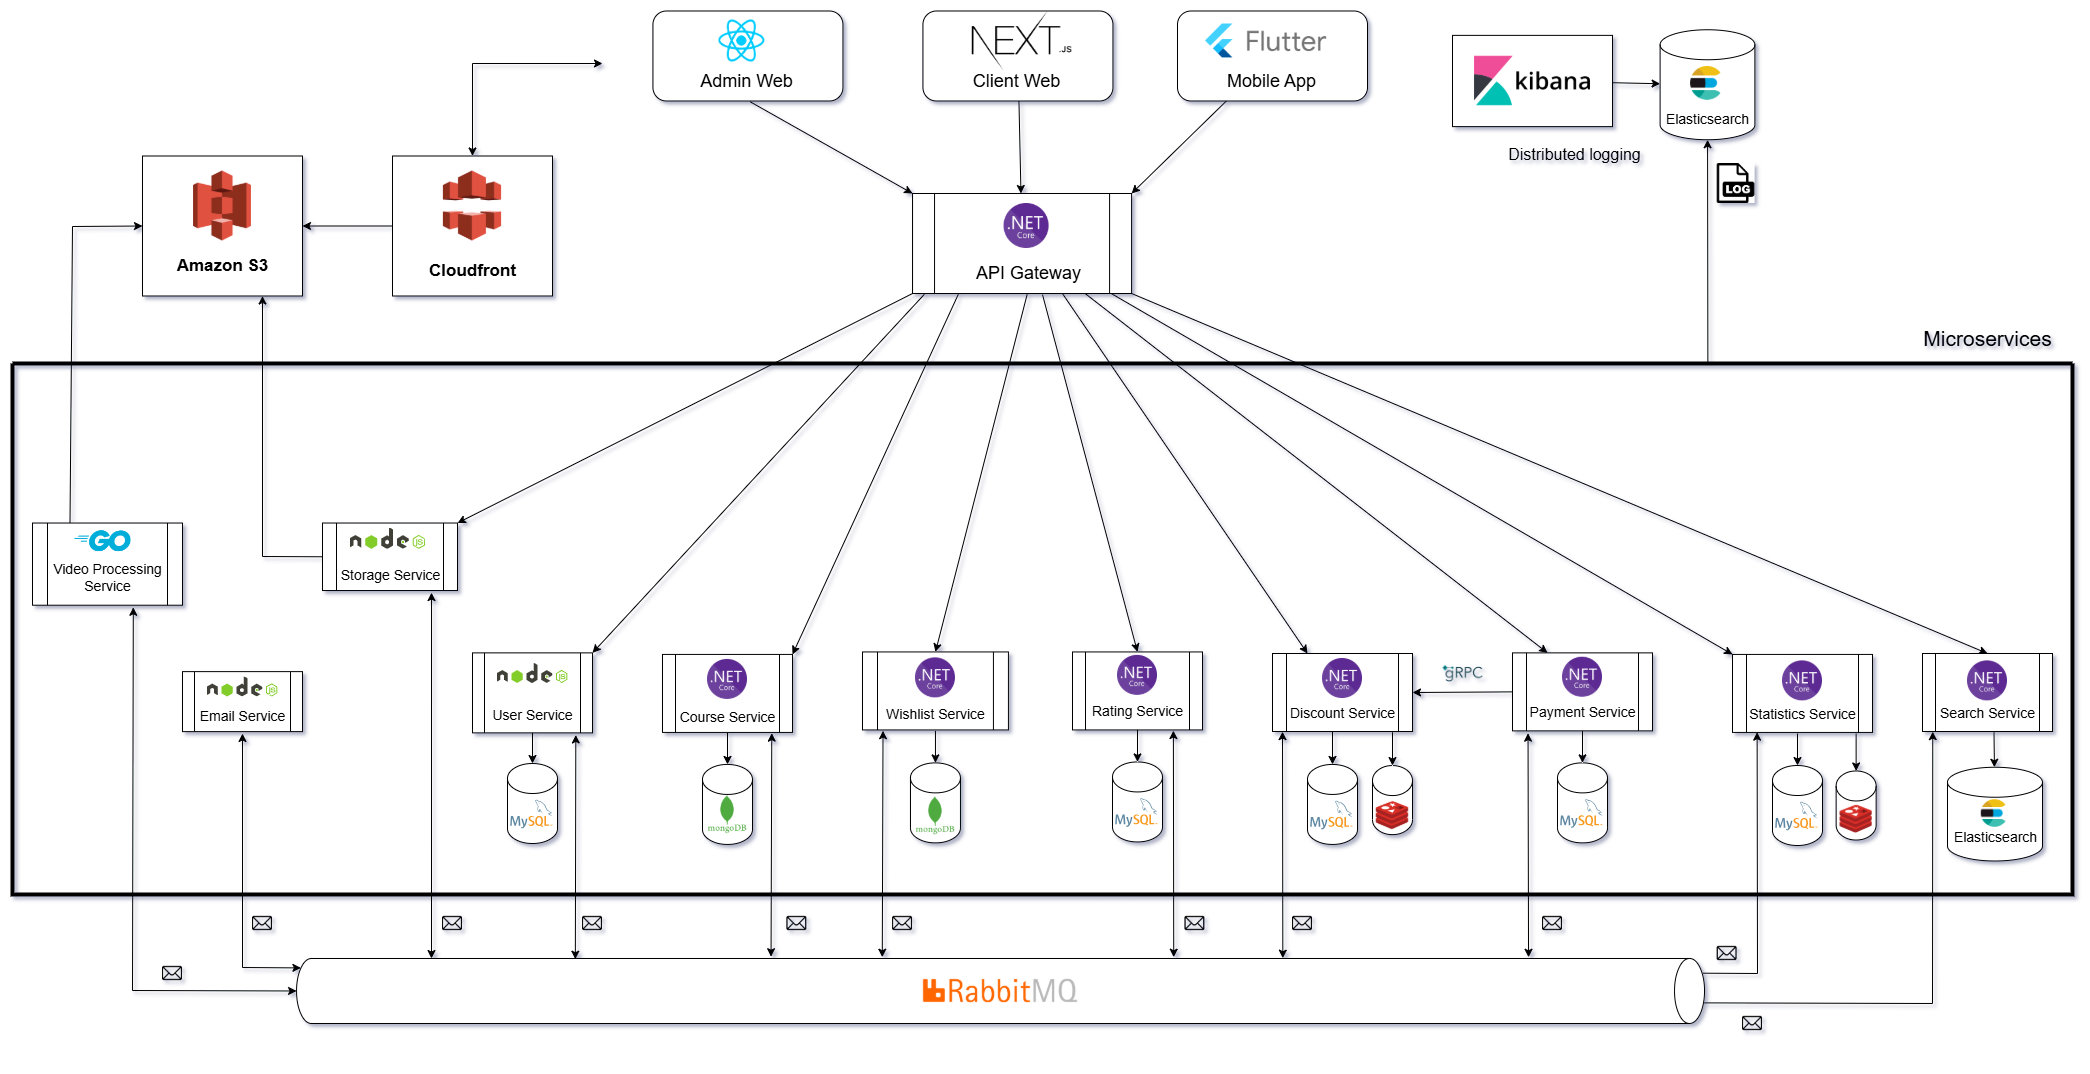 Admin Web
NEXT.JS
Client Web
Flutter
Mobile App
kibana
Elasticsearch
Distributed logging
LOG
Amazon S3
Cloudfront
.NET
Core
API Gateway
Microservices
GO
Video Processing
Service
node
JS
Storage Service
node
JS
Email Service
node
JS
User Service
.NET
Core
Course Service
.NET
Core
Wishlist Service
.NET
Core
Rating Service
.NET
Core
Discount Service
gRPC
.NET
Core
Payment Service
.NET
Core
Statistics Service
.NET
Core
Search Service
MySQL
mongoDB
mongoDB
MySQL
MySQL
MySQL
MySQL
Elasticsearch
RabbitMQ